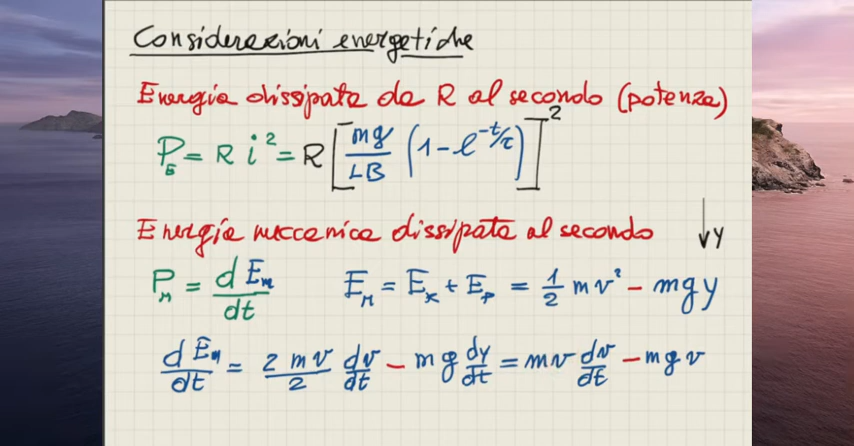 Considerazioni energetiche
Energia dissipata da R al secondo (potenza)
P_E = R i² = R [mg/LB (1 - e^(-t/τ))]²
Energia meccanica dissipata al secondo ↓y
P_M = dE_m/dt E_M = E_K + E_P = 1/2 mv² - mgy
dE_M/dt = 2mv/2 dv/dt - mg dy/dt = mv dv/dt - mgv